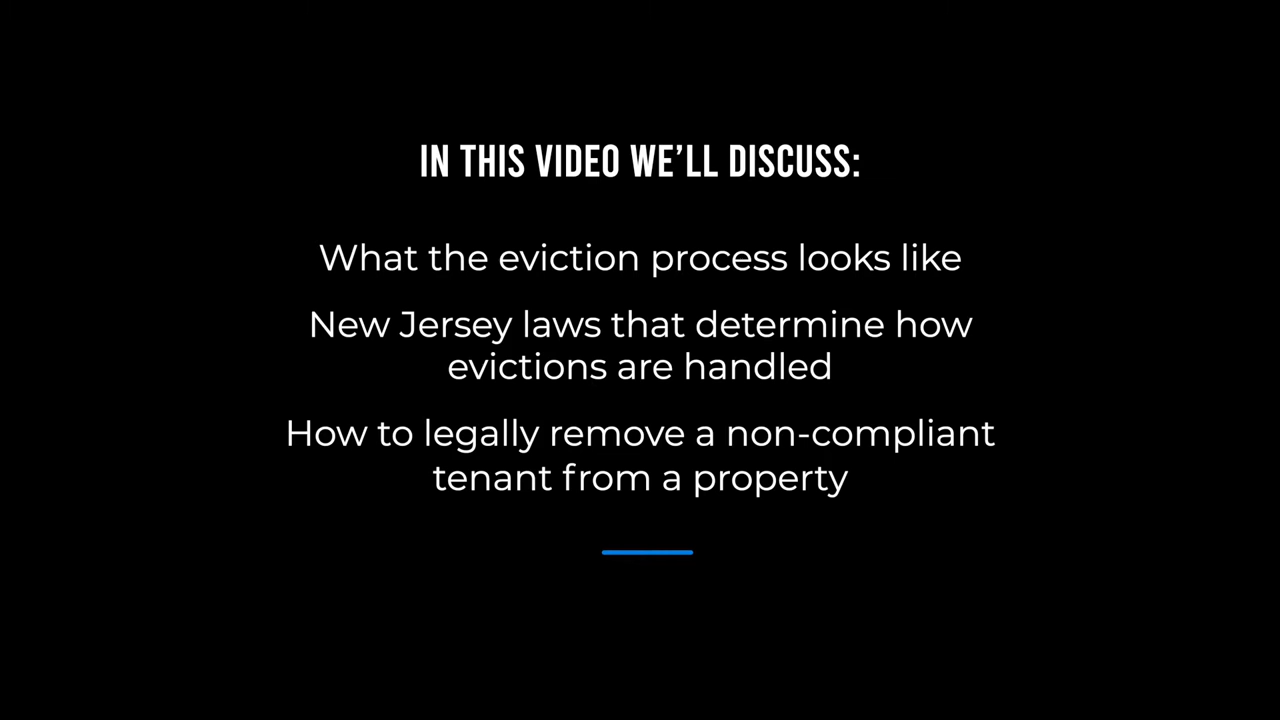 IN THIS VIDEO WE’LL DISCUSS:
What the eviction process looks like
New Jersey laws that determine how
evictions are handled
How to legally remove a non-compliant
tenant from a property